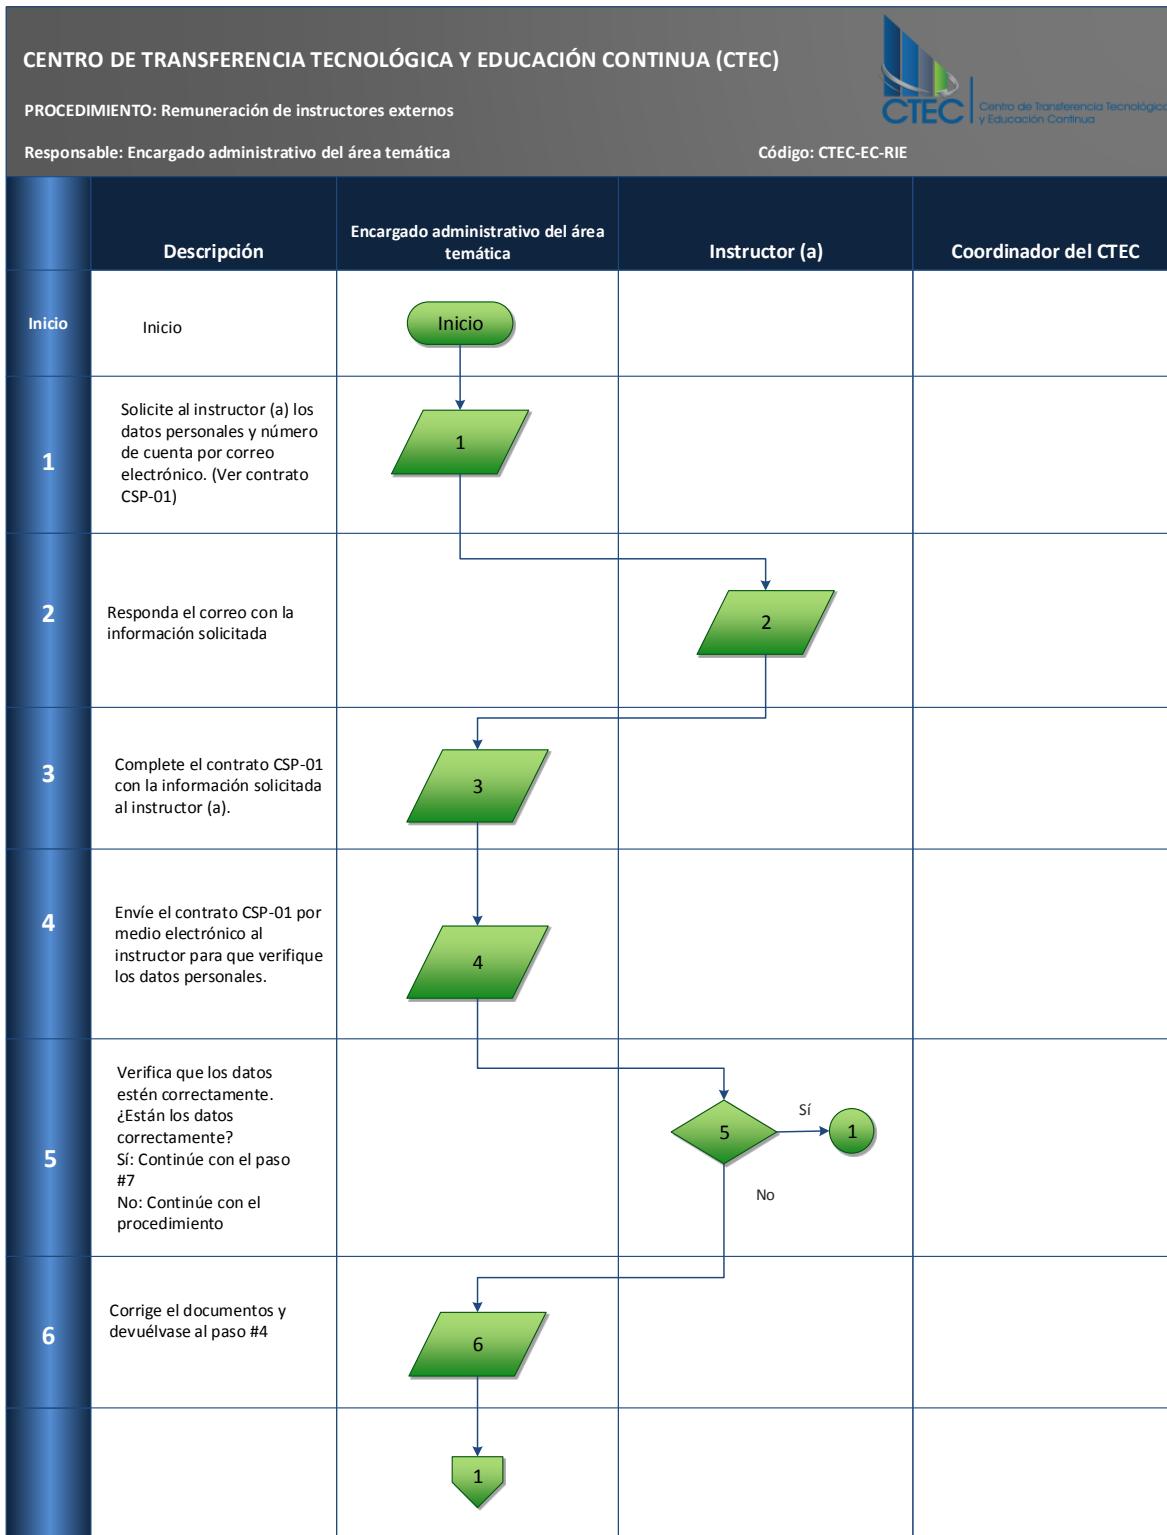 CENTRO DE TRANSFERENCIA TECNOLÓGICA Y EDUCACIÓN CONTINUA (CTEC)
PROCEDIMIENTO: Remuneración de instructores externos
Responsable: Encargado administrativo del área temática
Código: CTEC-EC-RIE
CTEC
Centro de Transferencia Tecnológica
y Educación Continua
Descripción
Encargado administrativo del área
temática
Instructor (a)
Coordinador del CTEC
Inicio
Inicio
Inicio
1
Solicite al instructor (a) los
datos personales y número
de cuenta por correo
electrónico. (Ver contrato
CSP-01)
1
2
Responda el correo con la
información solicitada
2
3
Complete el contrato CSP-01
con la información solicitada
al instructor (a).
3
4
Envíe el contrato CSP-01 por
medio electrónico al
instructor para que verifique
los datos personales.
4
5
Verifica que los datos
estén correctamente.
¿Están los datos
correctamente?
Sí: Continúe con el paso
#7
No: Continúe con el
procedimiento
5
Sí
1
No
6
Corrige el documentos y
devuélvase al paso #4
6
1